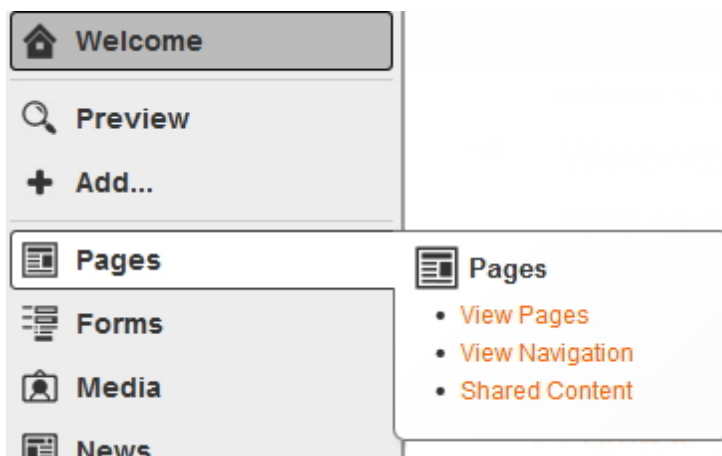 Welcome
Preview
Add...
Pages
Forms
Media
News
Pages
View Pages
View Navigation
Shared Content